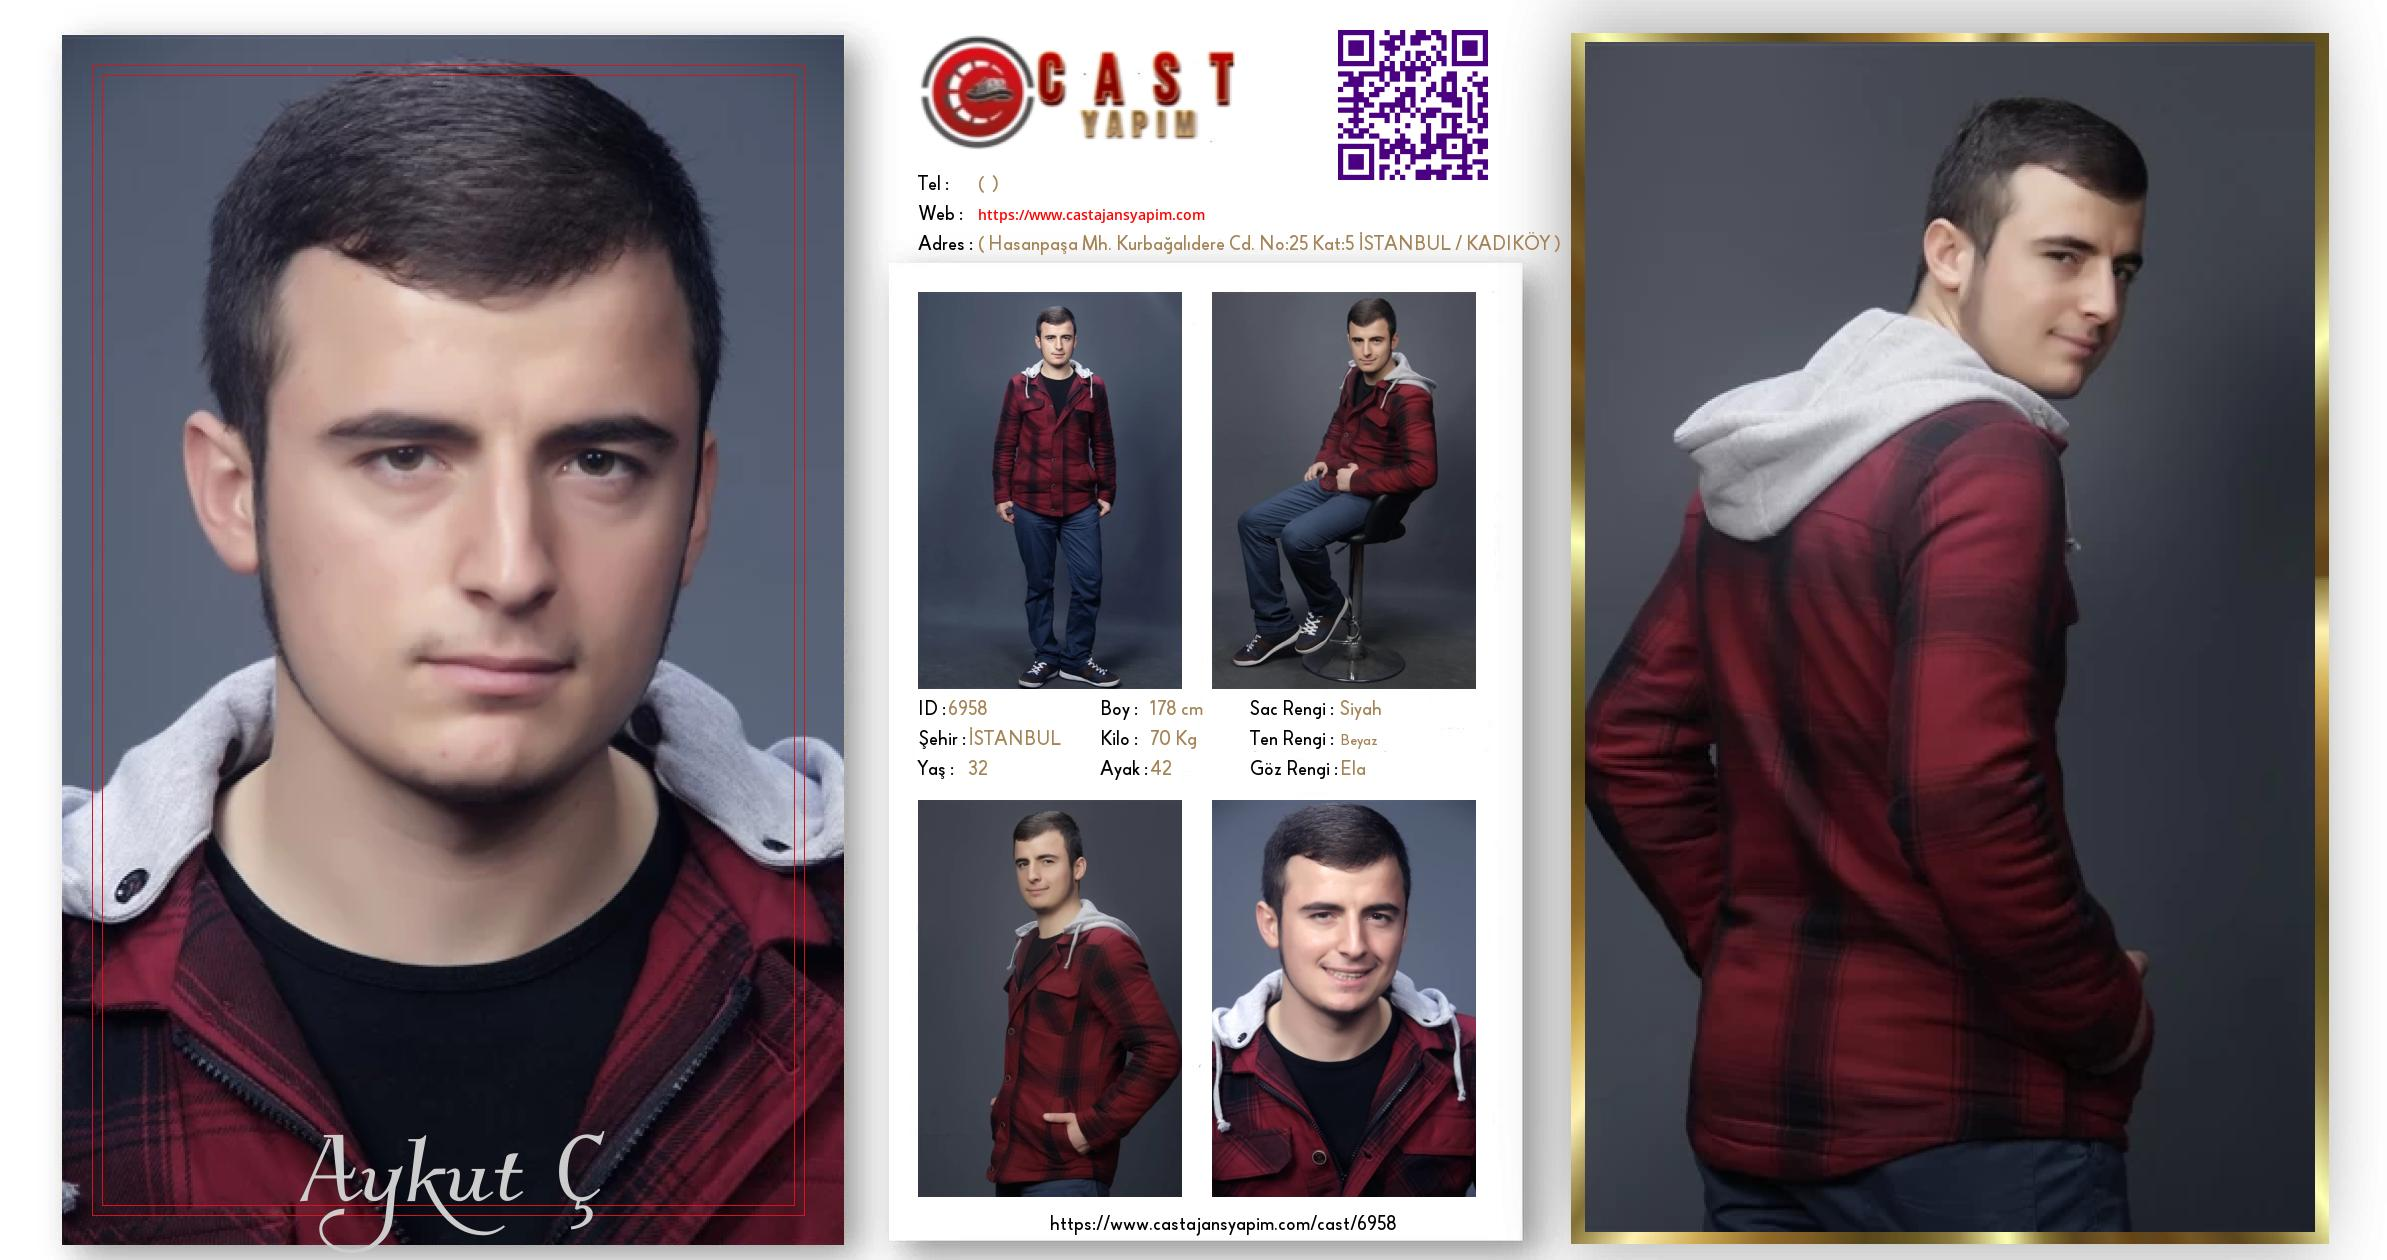 Aykut Ç
CAST
YAPIM
Tel : ( )
Web : https://www.castajansyapim.com
Adres : ( Hasanpaşa Mh. Kurbağalıdere Cd. No:25 Kat:5 İSTANBUL / KADIKÖY )
ID : 6958 Boy : 178 cm Sac Rengi : Siyah
Şehir : İSTANBUL Kilo : 70 Kg Ten Rengi : Beyaz
Yaş : 32 Ayak : 42 Göz Rengi : Ela
https://www.castajansyapim.com/cast/6958